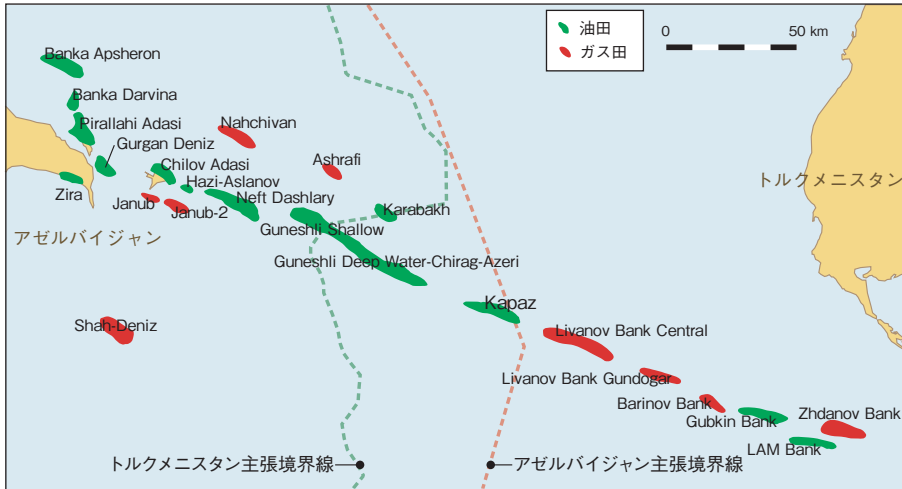 油田
ガス田
0 50 km
Banka Apsheron
Banka Darvina
Pirallahi Adasi
Nahchivan
Gurgan Deniz
Chilov Adasi
Ashrafi
Hazi-Aslanov
Zira
Janub
Janub-2
Neft Dashlary
Karabakh
トルクメニスタン
アゼルバイジャン
Guneshli Shallow
Guneshli Deep Water-Chirag-Azeri
Kapaz
Shah-Deniz
Livanov Bank Central
Livanov Bank Gundogar
Barinov Bank
Gubkin Bank
Zhdanov Bank
LAM Bank
トルクメニスタン主張境界線
アゼルバイジャン主張境界線